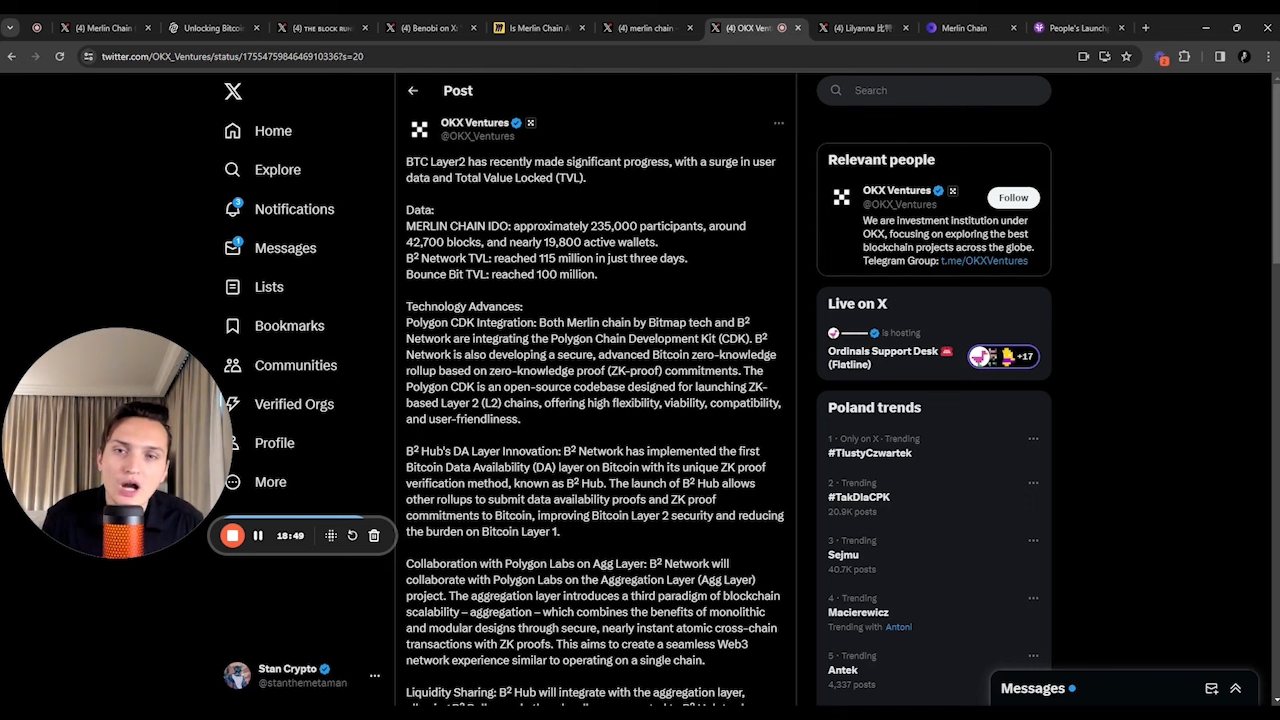 (4) Merlin Chain
Unlocking Bitcoin
(4) THE BLOCK RUN
(4) Benobi on X:
Is Merlin Chain A
(4) merlin chain -
(4) OKX Ven
(4) Lilyanna 比特
Merlin Chain
People's Launch
twitter.com/OKX_Ventures/status/1755475984646910336?s=20
2
Home
Explore
3
Notifications
1
Messages
Lists
Bookmarks
Communities
Verified Orgs
Profile
More
18:49
Stan Crypto
@stanthemetaman
Post
OKX Ventures
@OKX_Ventures
BTC Layer2 has recently made significant progress, with a surge in user
data and Total Value Locked (TVL).
Data:
MERLIN CHAIN IDO: approximately 235,000 participants, around
42,700 blocks, and nearly 19,800 active wallets.
B² Network TVL: reached 115 million in just three days.
Bounce Bit TVL: reached 100 million.
Technology Advances:
Polygon CDK Integration: Both Merlin chain by Bitmap tech and B²
Network are integrating the Polygon Chain Development Kit (CDK). B²
Network is also developing a secure, advanced Bitcoin zero-knowledge
rollup based on zero-knowledge proof (ZK-proof) commitments. The
Polygon CDK is an open-source codebase designed for launching ZK-
based Layer 2 (L2) chains, offering high flexibility, viability, compatibility,
and user-friendliness.
B² Hub's DA Layer Innovation: B² Network has implemented the first
Bitcoin Data Availability (DA) layer on Bitcoin with its unique ZK proof
verification method, known as B² Hub. The launch of B² Hub allows
other rollups to submit data availability proofs and ZK proof
commitments to Bitcoin, improving Bitcoin Layer 2 security and reducing
the burden on Bitcoin Layer 1.
Collaboration with Polygon Labs on Agg Layer: B² Network will
collaborate with Polygon Labs on the Aggregation Layer (Agg Layer)
project. The aggregation layer introduces a third paradigm of blockchain
scalability – aggregation – which combines the benefits of monolithic
and modular designs through secure, nearly instant atomic cross-chain
transactions with ZK proofs. This aims to create a seamless Web3
network experience similar to operating on a single chain.
Liquidity Sharing: B² Hub will integrate with the aggregation layer,
Search
Relevant people
OKX Ventures
@OKX_Ventures
Follow
We are investment institution under
OKX, focusing on exploring the best
blockchain projects across the globe.
Telegram Group: t.me/OKXVentures
Live on X
is hosting
Ordinals Support Desk
(Flatline)
+17
Poland trends
1 · Only on X · Trending
#TłustyCzwartek
2 · Trending
#TakDlaCPK
20.9K posts
3 · Trending
Sejmu
40.7K posts
4 · Trending
Macierewicz
Trending with Antoni
5 · Trending
Antek
4,337 posts
Messages